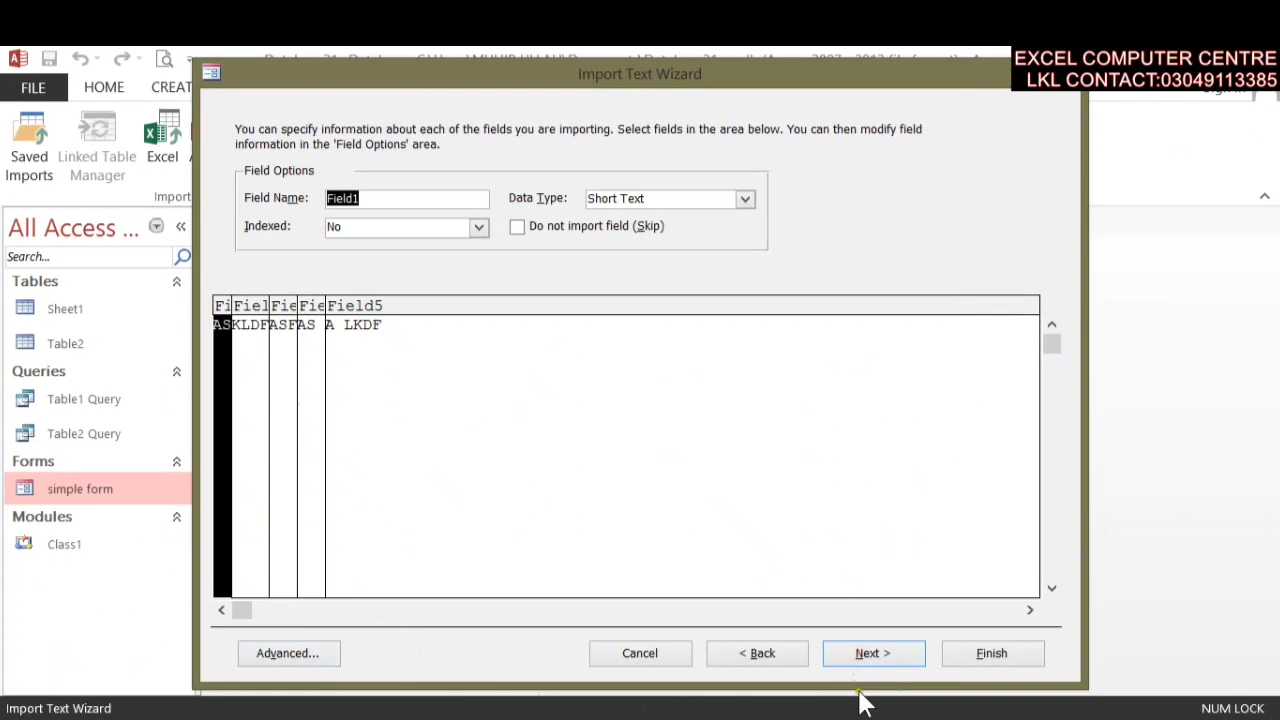 EXCEL COMPUTER CENTRE
LKL CONTACT:03049113385
Import Text Wizard
FILE
HOME
CREAT
Saved Imports
Linked Table Manager
Excel
Import
You can specify information about each of the fields you are importing. Select fields in the area below. You can then modify field
information in the 'Field Options' area.
Field Options
Field Name: Field1
Data Type: Short Text
Indexed: No
Do not import field (Skip)
All Access ...
Search...
Tables
Sheet1
Table2
Queries
Table1 Query
Table2 Query
Forms
simple form
Modules
Class1
Fi Fiel Fie Fie Field5
AS KLDF ASF AS A LKDF
Advanced...
Cancel
< Back
Next >
Finish
Import Text Wizard
NUM LOCK